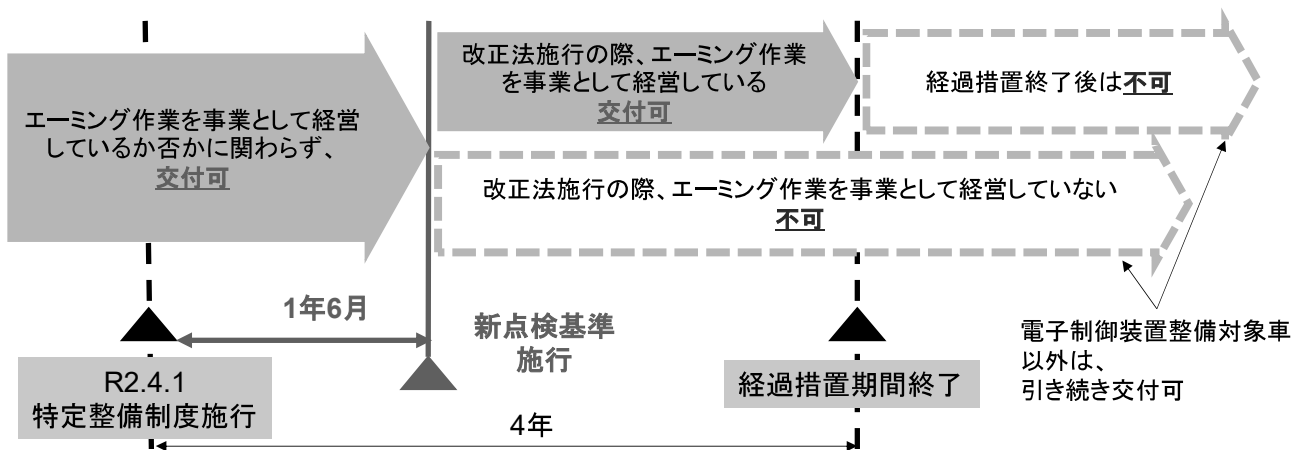 エーミング作業を事業として経営
しているか否かに関わらず、
交付可
改正法施行の際、エーミング作業
を事業として経営している
交付可
経過措置終了後は不可
改正法施行の際、エーミング作業を事業として経営していない
不可
1年6月
新点検基準
施行
R2.4.1
特定整備制度施行
経過措置期間終了
電子制御装置整備対象車
以外は、
引き続き交付可
4年